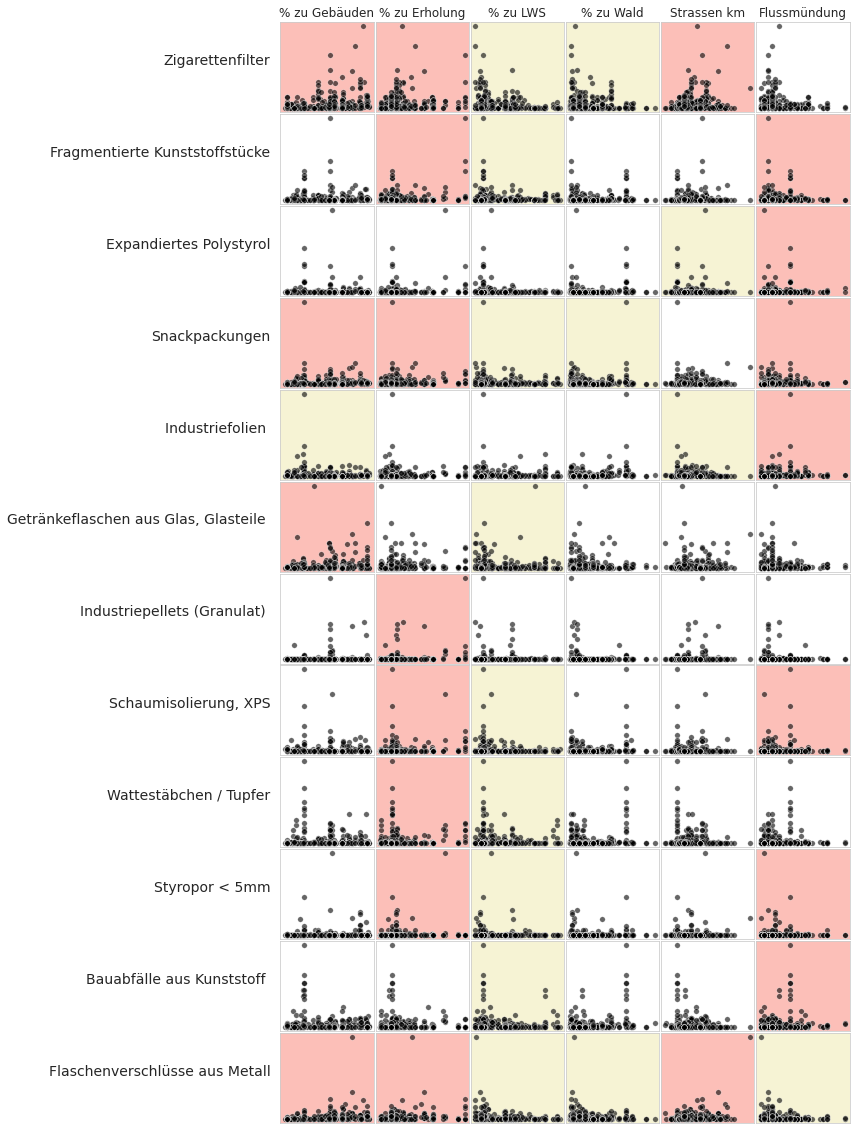 % zu Gebäuden % zu Erholung % zu LWS % zu Wald Strassen km Flussmündung
Zigarettenfilter
Fragmentierte Kunststoffstücke
Expandiertes Polystyrol
Snackpackungen
Industriefolien
Getränkeflaschen aus Glas, Glasteile
Industriepellets (Granulat)
Schaumisolierung, XPS
Wattestäbchen / Tupfer
Styropor < 5mm
Bauabfälle aus Kunststoff
Flaschenverschlüsse aus Metall